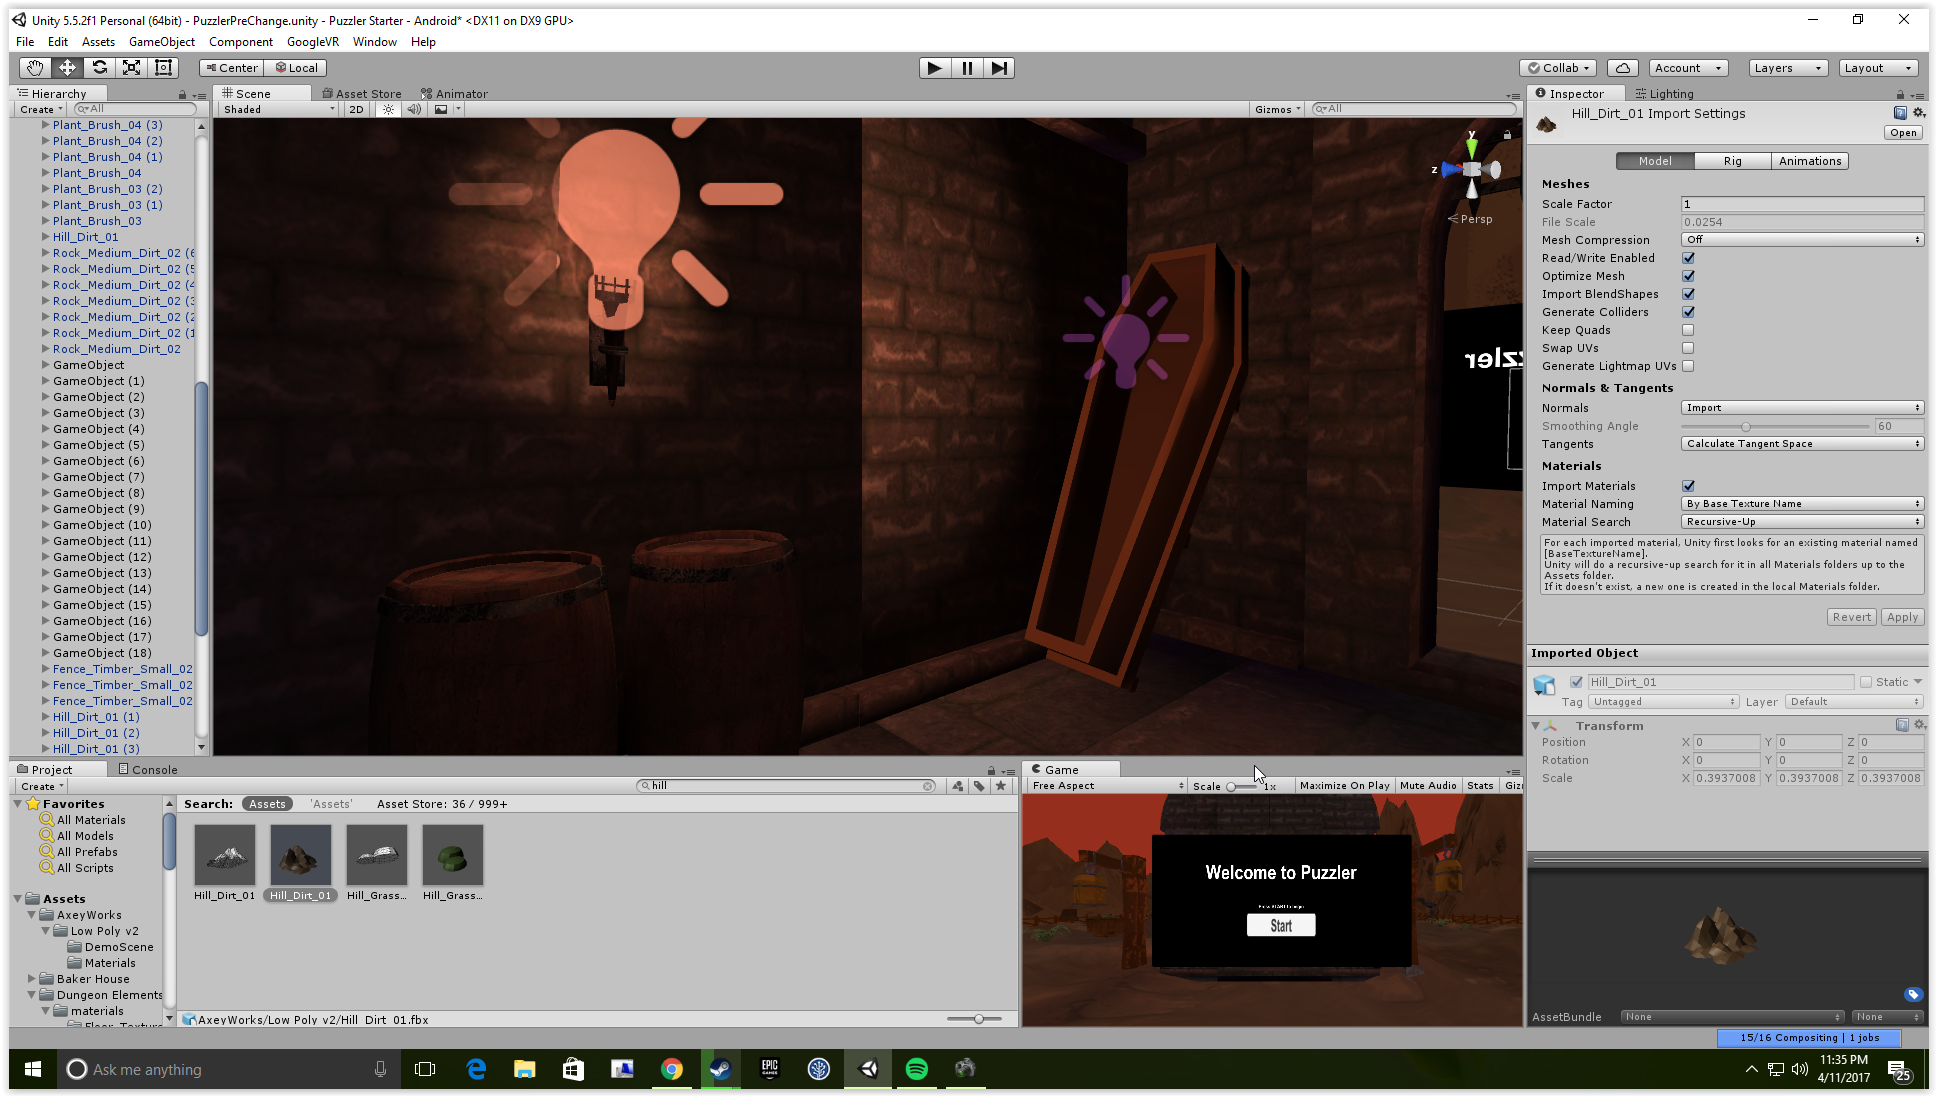 Unity 5.5.2f1 Personal (64bit) - PuzzlerPreChange.unity - Puzzler Starter - Android* <DX11 on DX9 GPU>
File Edit Assets GameObject Component GoogleVR Window Help
Center Local Collab Account Layers Layout
Hierarchy
Create All
Plant_Brush_04 (3)
Plant_Brush_04 (2)
Plant_Brush_04 (1)
Plant_Brush_04
Plant_Brush_03 (2)
Plant_Brush_03 (1)
Plant_Brush_03
Hill_Dirt_01
Rock_Medium_Dirt_02 (6
Rock_Medium_Dirt_02 (5
Rock_Medium_Dirt_02 (4
Rock_Medium_Dirt_02 (3
Rock_Medium_Dirt_02 (2
Rock_Medium_Dirt_02 (1
Rock_Medium_Dirt_02
GameObject
GameObject (1)
GameObject (2)
GameObject (3)
GameObject (4)
GameObject (5)
GameObject (6)
GameObject (7)
GameObject (8)
GameObject (9)
GameObject (10)
GameObject (11)
GameObject (12)
GameObject (13)
GameObject (14)
GameObject (15)
GameObject (16)
GameObject (17)
GameObject (18)
Fence_Timber_Small_02
Fence_Timber_Small_02
Fence_Timber_Small_02
Hill_Dirt_01 (1)
Hill_Dirt_01 (2)
Hill_Dirt_01 (3)
Scene Asset Store Animator
Shaded 2D Gizmos All
y
z
Persp
zzler
Inspector Lighting
Hill_Dirt_01 Import Settings
Open
Model Rig Animations
Meshes
Scale Factor 1
File Scale 0.0254
Mesh Compression Off
Read/Write Enabled
Optimize Mesh
Import BlendShapes
Generate Colliders
Keep Quads
Swap UVs
Generate Lightmap UVs
Normals & Tangents
Normals Import
Smoothing Angle 60
Tangents Calculate Tangent Space
Materials
Import Materials
Material Naming By Base Texture Name
Material Search Recursive-Up
For each imported material, Unity first looks for an existing material named
[BaseTextureName].
Unity will do a recursive-up search for it in all Materials folders up to the
Assets folder.
If it doesn't exist, a new one is created in the local Materials folder.
Revert Apply
Imported Object
Hill_Dirt_01 Static
Tag Untagged Layer Default
Transform
Position X 0 Y 0 Z 0
Rotation X 0 Y 0 Z 0
Scale X 0.3937008 Y 0.3937008 Z 0.3937008
AssetBundle None None
Project Console
Create hill
Favorites
All Materials
All Models
All Prefabs
All Scripts
Assets
AxeyWorks
Low Poly v2
DemoScene
Materials
Baker House
Dungeon Elements
materials
Floor_Texture
Search: Assets 'Assets' Asset Store: 36 / 999+
Hill_Dirt_01 Hill_Dirt_01 Hill_Grass... Hill_Grass...
AxeyWorks/Low Poly v2/Hill_Dirt_01.fbx
Game
Free Aspect Scale 1x Maximize On Play Mute Audio Stats Giz
Welcome to Puzzler
Press START to begin
Start
15/16 Compositing | 1 jobs
Ask me anything
EPIC
GAMES
11:35 PM
4/11/2017
25